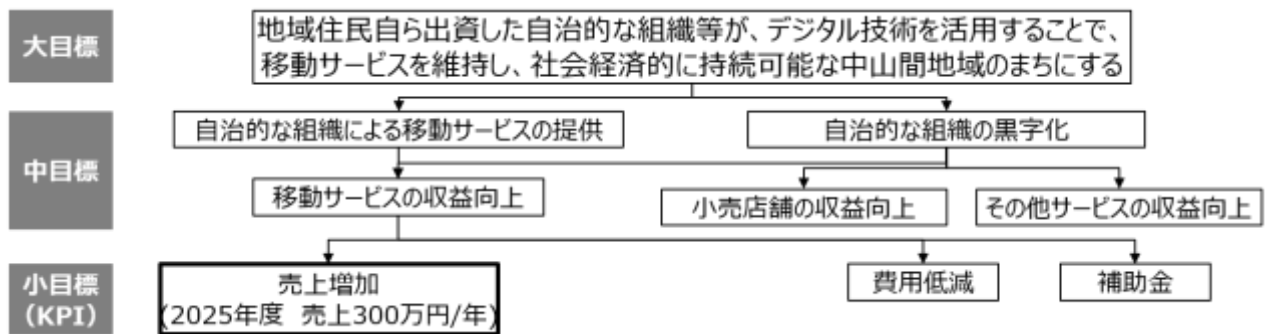 大目標
地域住民自ら出資した自治的な組織等が、デジタル技術を活用することで、
移動サービスを維持し、社会経済的に持続可能な中山間地域のまちにする
中目標
自治的な組織による移動サービスの提供
自治的な組織の黒字化
移動サービスの収益向上
小売店舗の収益向上
その他サービスの収益向上
小目標
（KPI）
売上増加
(2025年度 売上300万円/年)
費用低減
補助金